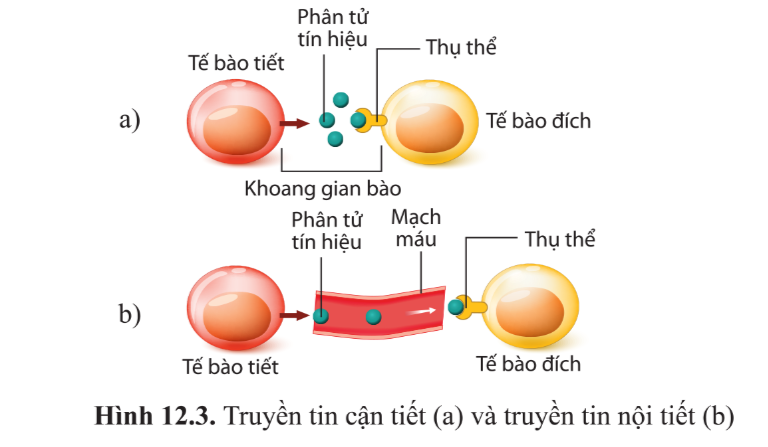 Phân tử
tín hiệu
Thụ thể
Tế bào tiết
a)
Tế bào đích
Khoang gian bào
Phân tử
tín hiệu
Mạch
máu
Thụ thể
b)
Tế bào tiết
Tế bào đích
Hình 12.3. Truyền tin cận tiết (a) và truyền tin nội tiết (b)